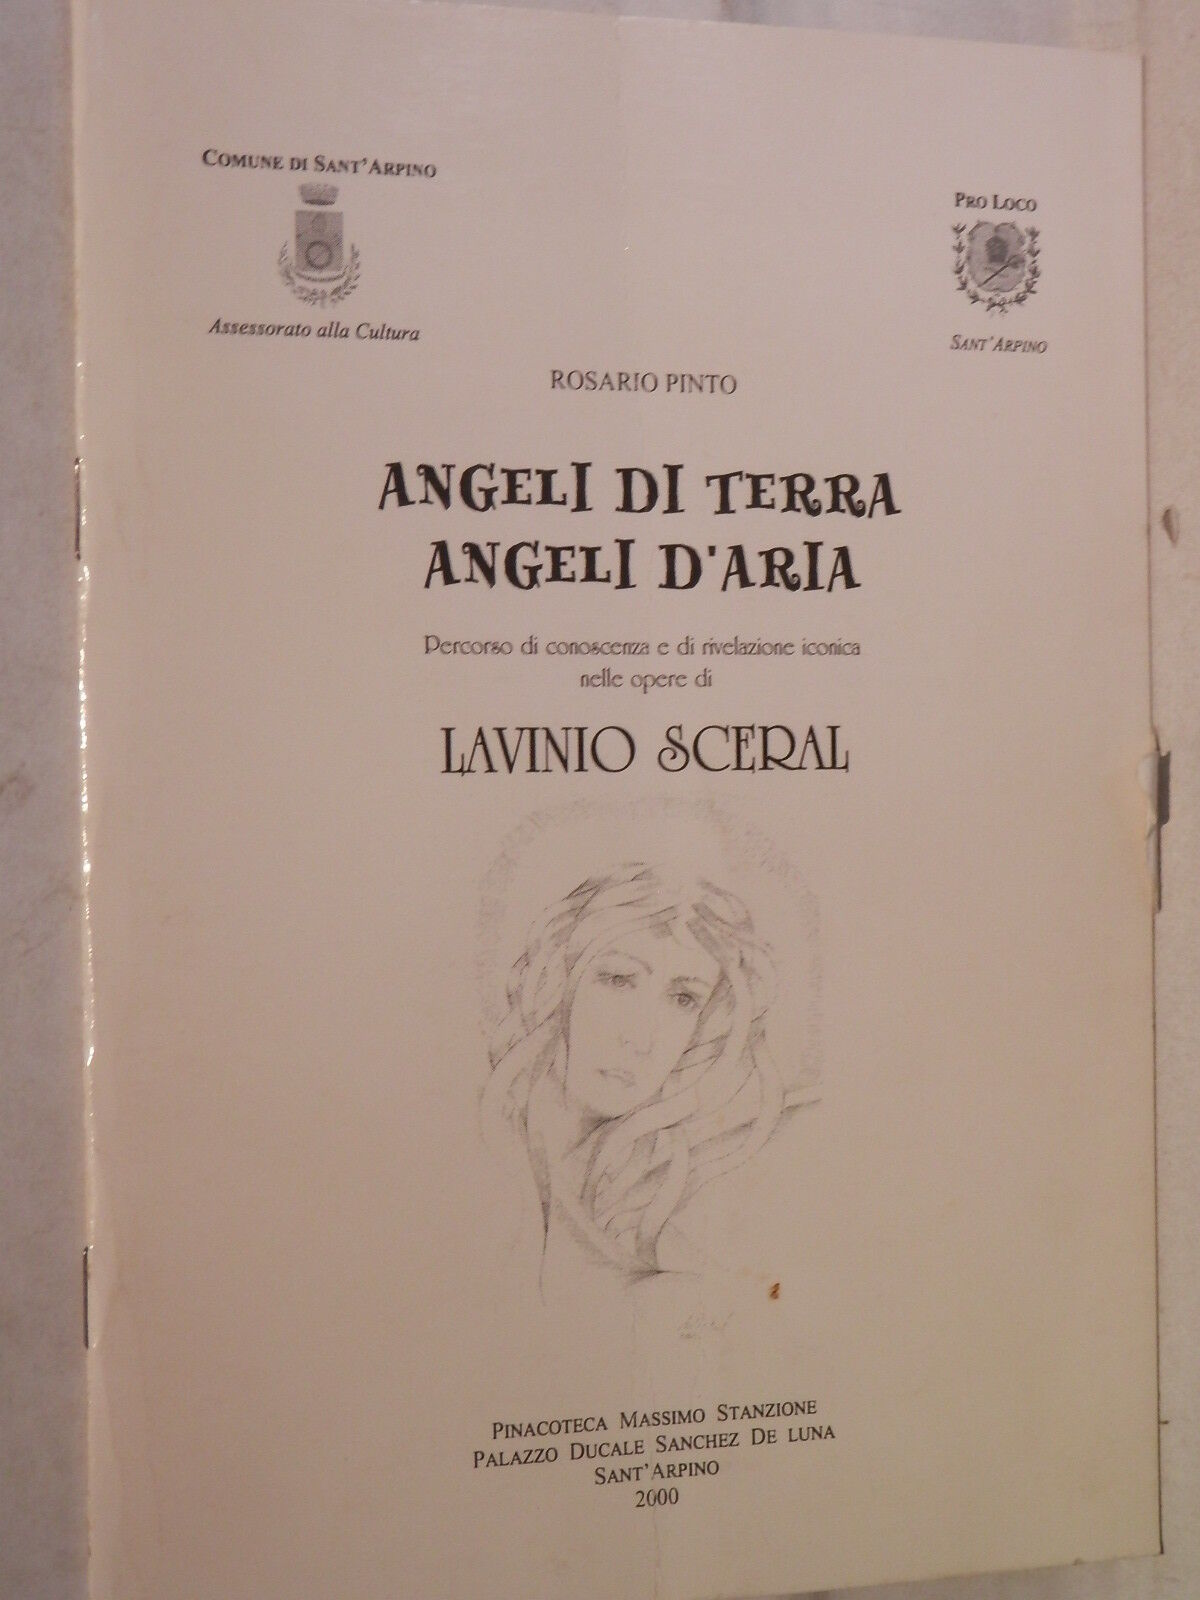 COMUNE DI SANT'ARPINO
Assessorato alla Cultura
PRO LOCO
SANT'ARPINO
ROSARIO PINTO
ANGELI DI TERRA
ANGELI D'ARIA
Percorso di conoscenza e di rivelazione iconica
nelle opere di
LAVINIO SCERAL
PINACOTECA MASSIMO STANZIONE
PALAZZO DUCALE SANCHEZ DE LUNA
SANT'ARPINO
2000